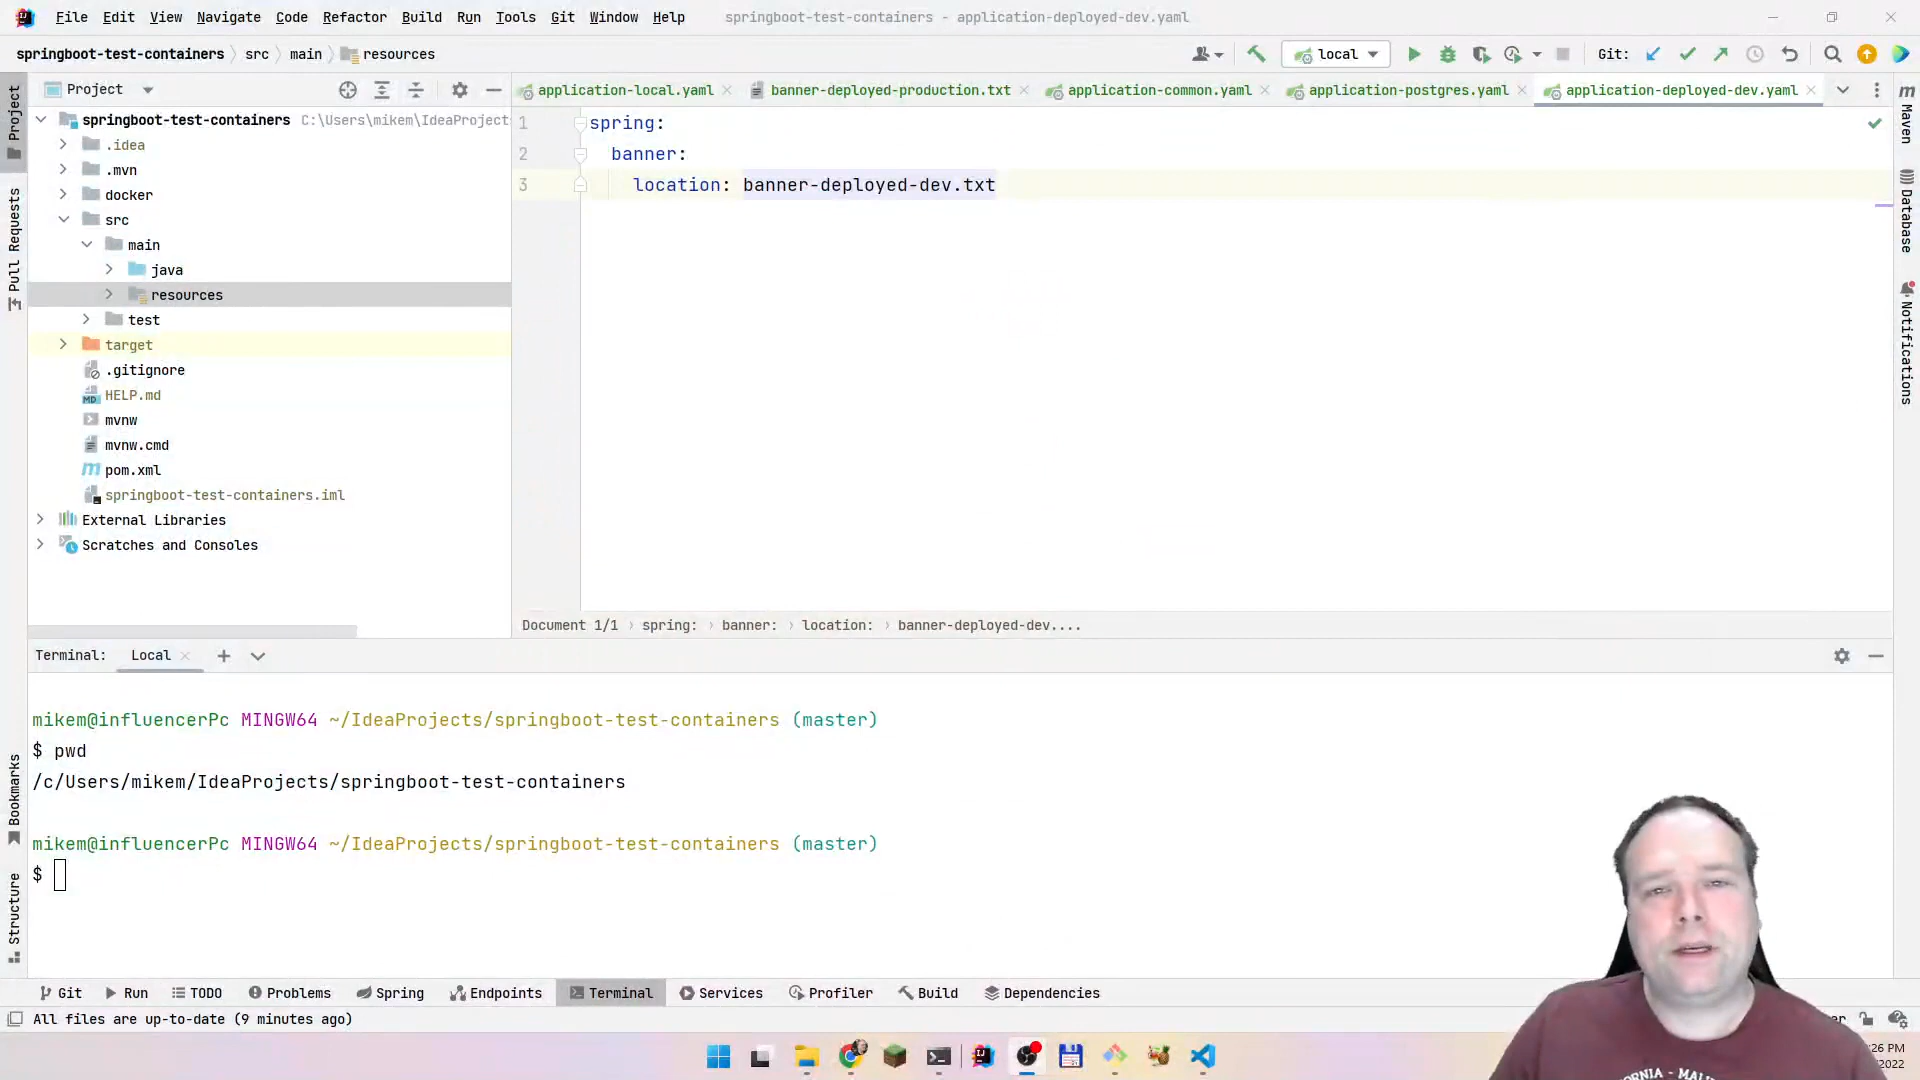 File Edit View Navigate Code Refactor Build Run Tools Git Window Help springboot-test-containers - application-deployed-dev.yaml
springboot-test-containers src main resources local Git:
Project
application-local.yaml banner-deployed-production.txt application-common.yaml application-postgres.yaml application-deployed-dev.yaml
springboot-test-containers C:\Users\mikem\IdeaProject
.idea
.mvn
docker
src
main
java
resources
test
target
.gitignore
HELP.md
mvnw
mvnw.cmd
pom.xml
springboot-test-containers.iml
External Libraries
Scratches and Consoles
1 spring:
2 banner:
3 location: banner-deployed-dev.txt
Document 1/1 spring: banner: location: banner-deployed-dev....
Project
Pull Requests
Bookmarks
Structure
Maven
Database
Notifications
Terminal: Local
mikem@influencerPc MINGW64 ~/IdeaProjects/springboot-test-containers (master)
$ pwd
/c/Users/mikem/IdeaProjects/springboot-test-containers
mikem@influencerPc MINGW64 ~/IdeaProjects/springboot-test-containers (master)
$
Git Run TODO Problems Spring Endpoints Terminal Services Profiler Build Dependencies
All files are up-to-date (9 minutes ago)
:26 PM
2022